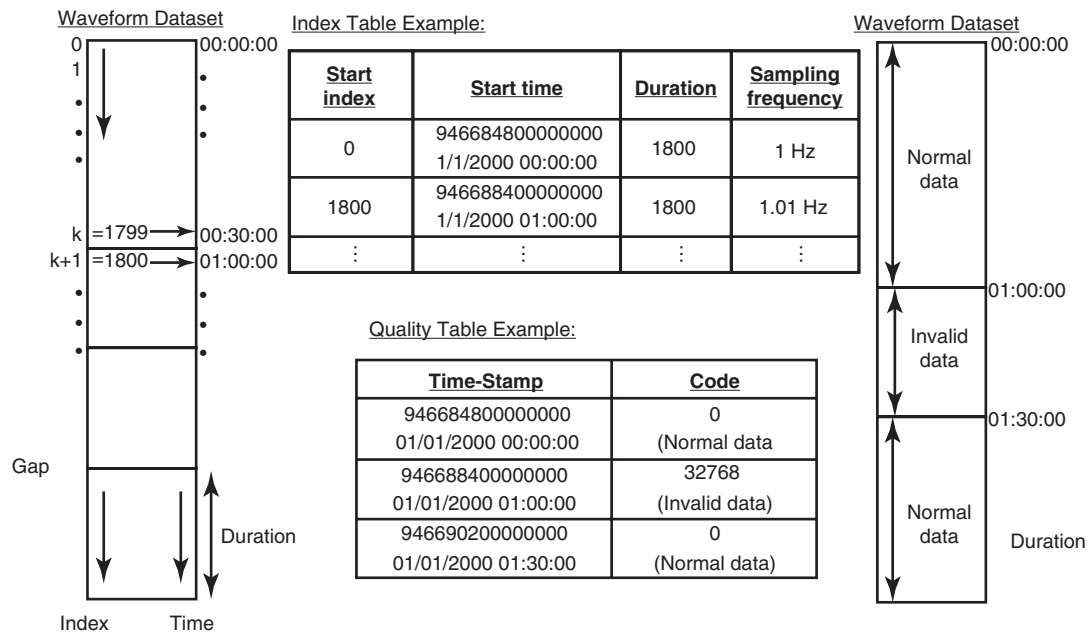 Waveform Dataset
0
00:00:00
1
k
=1799
00:30:00
k+1
=1800
01:00:00
Gap
Duration
Index
Time
Index Table Example:
Start index
Start time
Duration
Sampling frequency
0
946684800000000
1/1/2000 00:00:00
1800
1 Hz
1800
946688400000000
1/1/2000 01:00:00
1800
1.01 Hz
Quality Table Example:
Time-Stamp
Code
946684800000000
01/01/2000 00:00:00
0
(Normal data
946688400000000
01/01/2000 01:00:00
32768
(Invalid data)
946690200000000
01/01/2000 01:30:00
0
(Normal data)
Waveform Dataset
00:00:00
Normal
data
01:00:00
Invalid
data
01:30:00
Normal
data
Duration